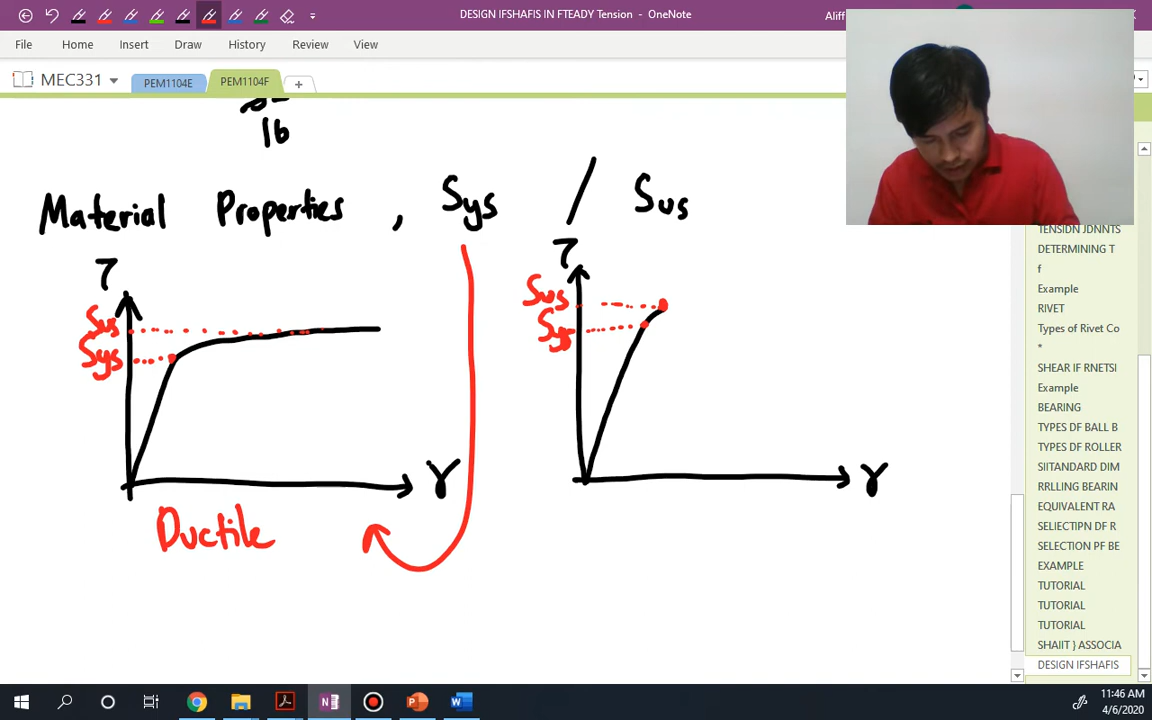 DESIGN IFSHAFIS IN FTEADY Tension - OneNote
Aliff
File Home Insert Draw History Review View
MEC331 PEM1104E PEM1104F
16
Material Properties , Sys / Sus
τ
τ
Sus
Sys
Sus
Sys
γ
γ
Ductile
TENSIDN JDNNTS
DETERMINING T
f
Example
RIVET
Types of Rivet Co
*
SHEAR IF RNETSI
Example
BEARING
TYPES DF BALL B
TYPES DF ROLLER
SIITANDARD DIM
RRLLING BEARIN
EQUIVALENT RA
SELIECTIPN DF R
SELECTION PF BE
EXAMPLE
TUTORIAL
TUTORIAL
TUTORIAL
SHAIIT } ASSOCIA
DESIGN IFSHAFIS
11:46 AM
4/6/2020